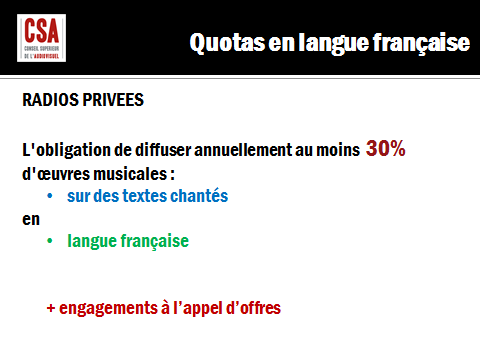 CSA
CONSEIL SUPERIEUR
DE L'AUDIOVISUEL
Quotas en langue française
RADIOS PRIVEES
L'obligation de diffuser annuellement au moins 30%
d'œuvres musicales :
• sur des textes chantés
en
• langue française
+ engagements à l’appel d’offres